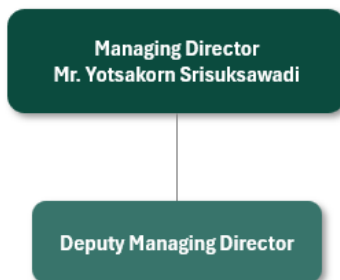 Managing Director
Mr. Yotsakorn Srisuksawadi
Deputy Managing Director